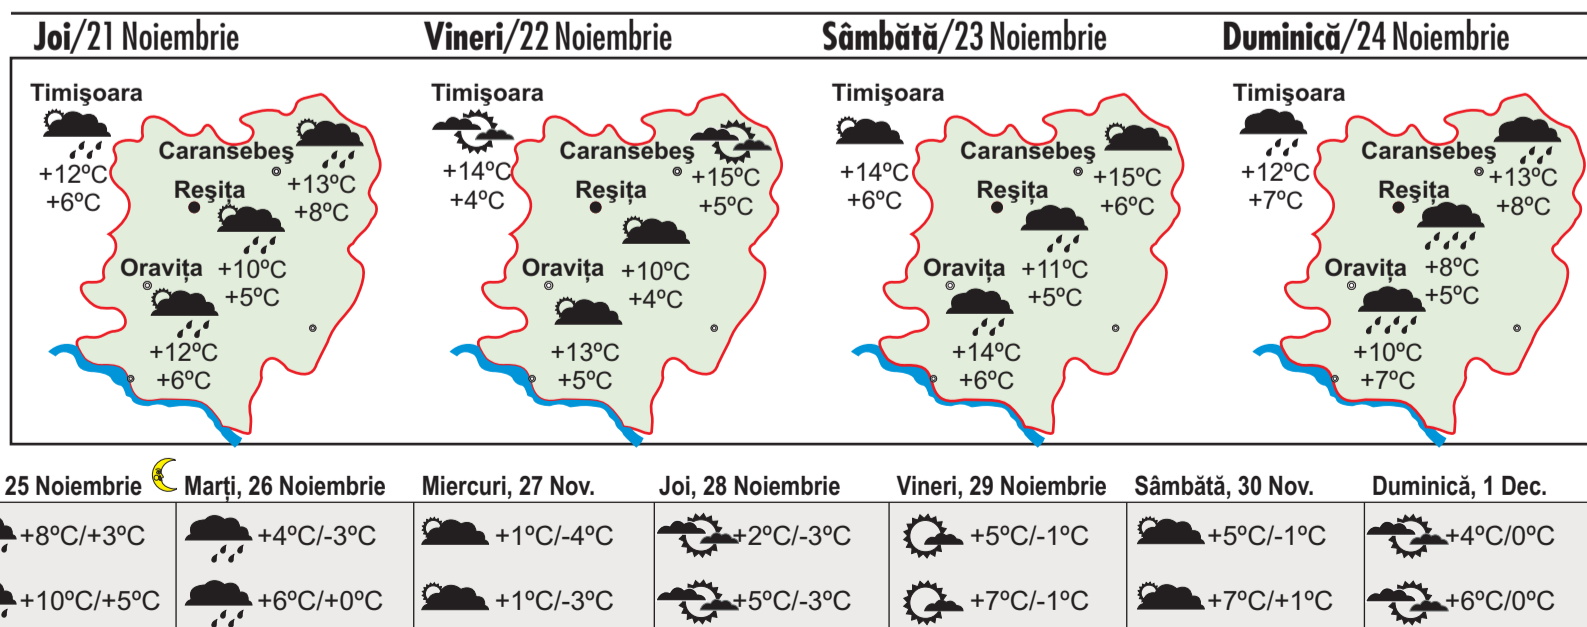 Joi/21 Noiembrie
Timişoara
+12ºC
+6ºC
Caransebeş
+13ºC
+8ºC
Reşiţa
+10ºC
+5ºC
Oraviţa
+12ºC
+6ºC
Vineri/22 Noiembrie
Timişoara
+14ºC
+4ºC
Caransebeş
+15ºC
+5ºC
Reşiţa
+10ºC
+4ºC
Oraviţa
+13ºC
+5ºC
Sâmbătă/23 Noiembrie
Timişoara
+14ºC
+6ºC
Caransebeş
+15ºC
+6ºC
Reşiţa
+11ºC
+5ºC
Oraviţa
+14ºC
+6ºC
Duminică/24 Noiembrie
Timişoara
+12ºC
+7ºC
Caransebeş
+13ºC
+8ºC
Reşiţa
+8ºC
+5ºC
Oraviţa
+10ºC
+7ºC
25 Noiembrie
+8ºC/+3ºC
+10ºC/+5ºC
Marţi, 26 Noiembrie
+4ºC/-3ºC
+6ºC/+0ºC
Miercuri, 27 Nov.
+1ºC/-4ºC
+1ºC/-3ºC
Joi, 28 Noiembrie
+2ºC/-3ºC
+5ºC/-3ºC
Vineri, 29 Noiembrie
+5ºC/-1ºC
+7ºC/-1ºC
Sâmbătă, 30 Nov.
+5ºC/-1ºC
+7ºC/+1ºC
Duminică, 1 Dec.
+4ºC/0ºC
+6ºC/0ºC